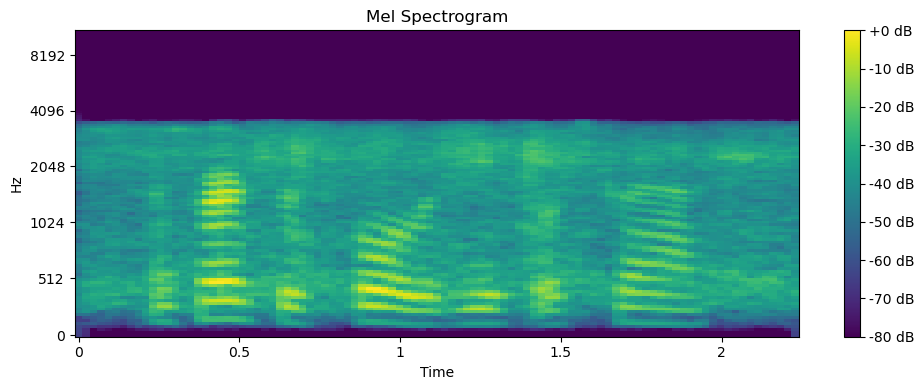 Mel Spectrogram
+0 dB
8192
-10 dB
4096
-20 dB
-30 dB
2048
Hz
-40 dB
1024
-50 dB
512
-60 dB
-70 dB
0
-80 dB
0 0.5 1 1.5 2
Time